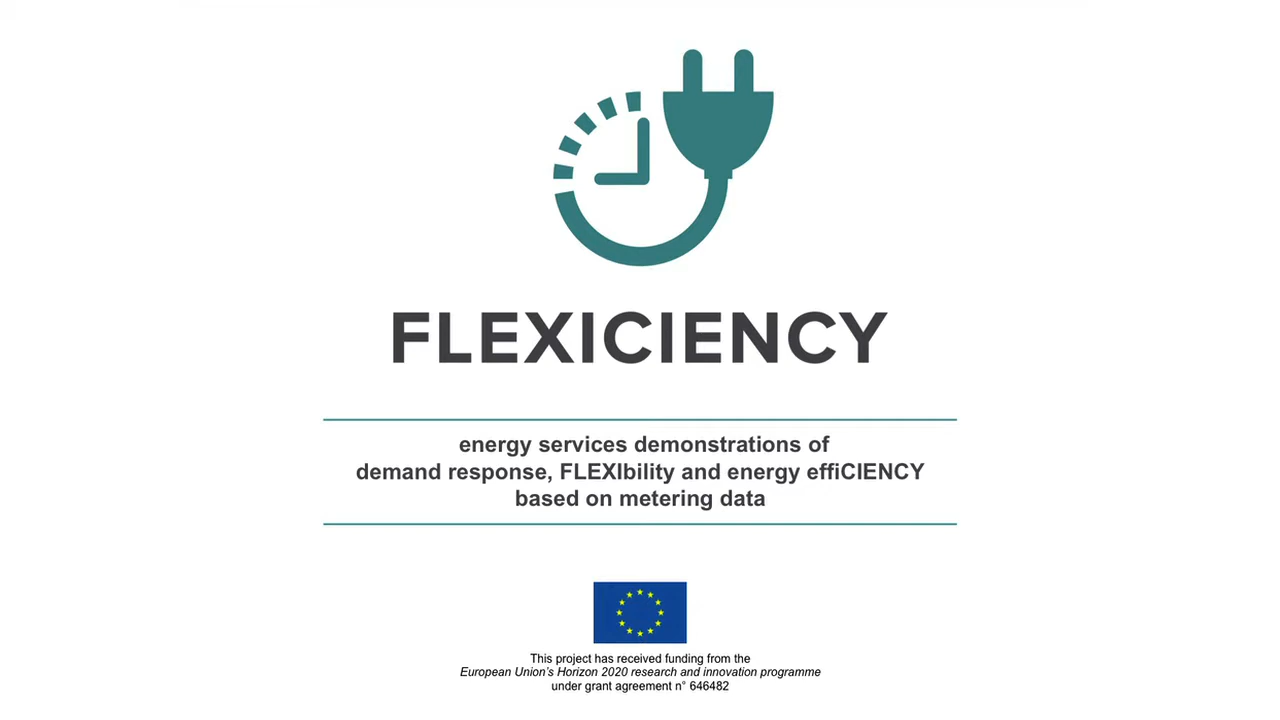 FLEXICIENCY
energy services demonstrations of
demand response, FLEXIbility and energy effiCIENCY
based on metering data
This project has received funding from the
European Union's Horizon 2020 research and innovation programme
under grant agreement n° 646482